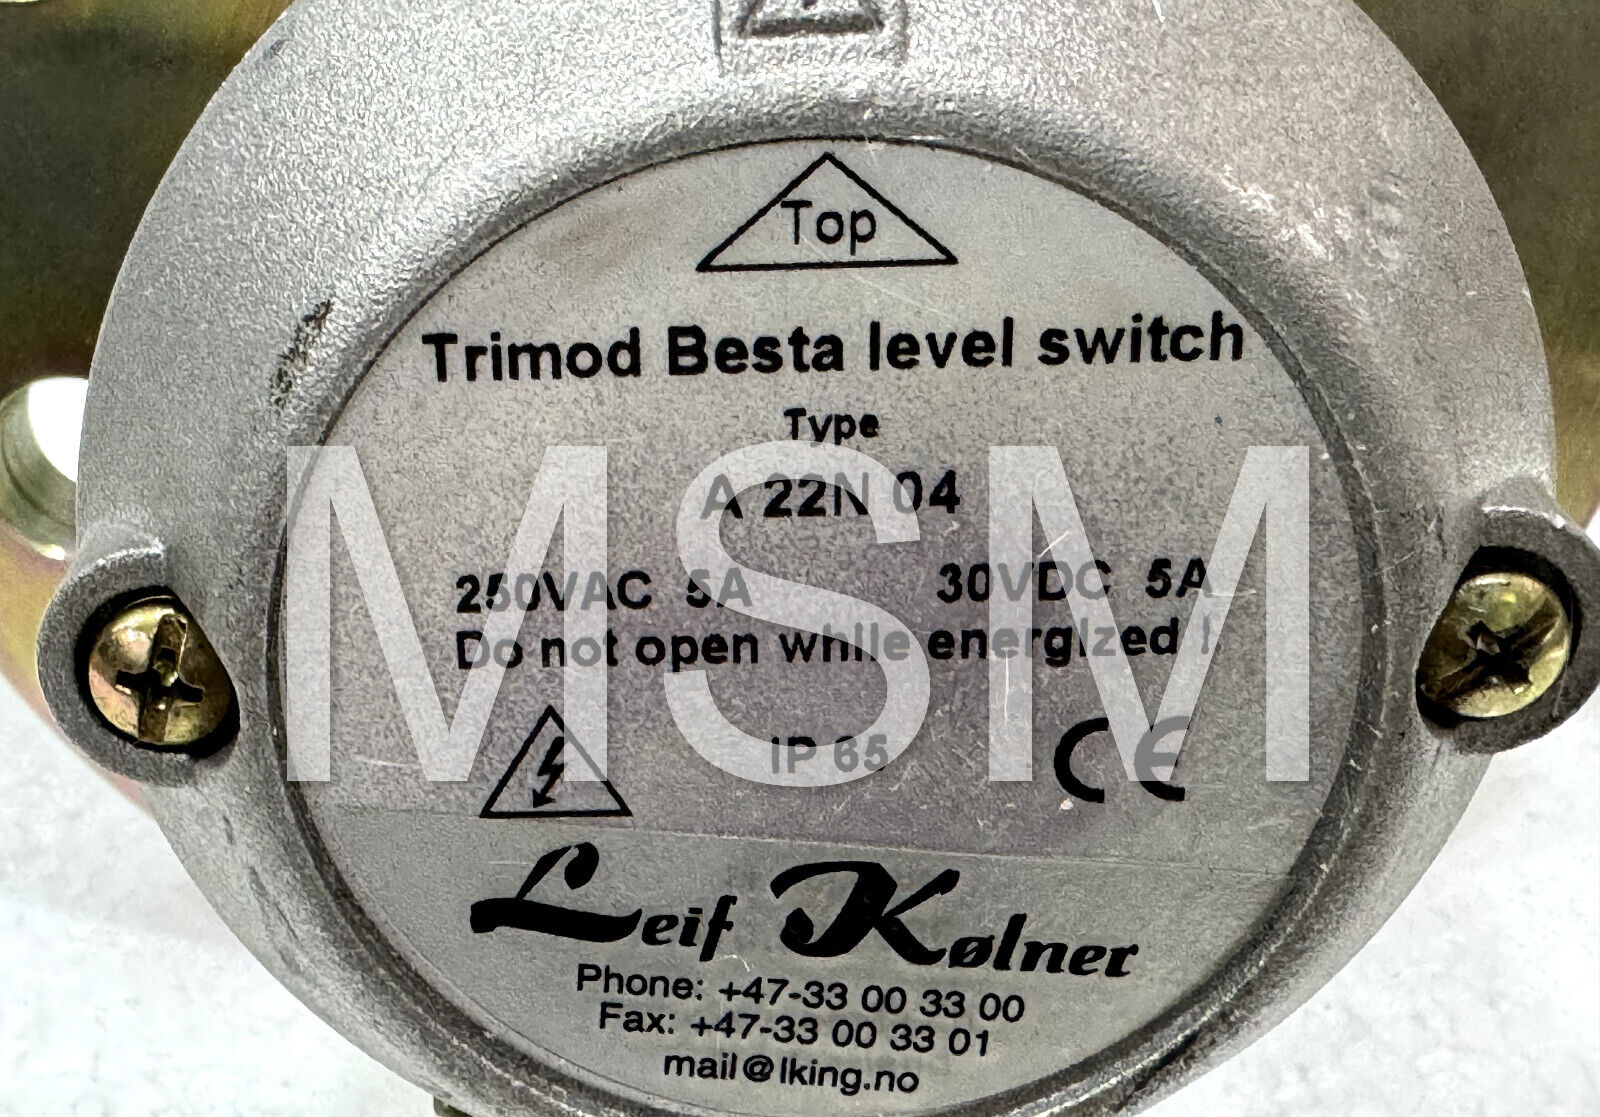 Top
Trimod Besta level switch
Type
A 22N 04
250VAC 5A 30VDC 5A
Do not open while energized !
IP 65 CE
Leif Kølner
Phone: +47-33 00 33 00
Fax: +47-33 00 33 01
mail@lking.no
MSM